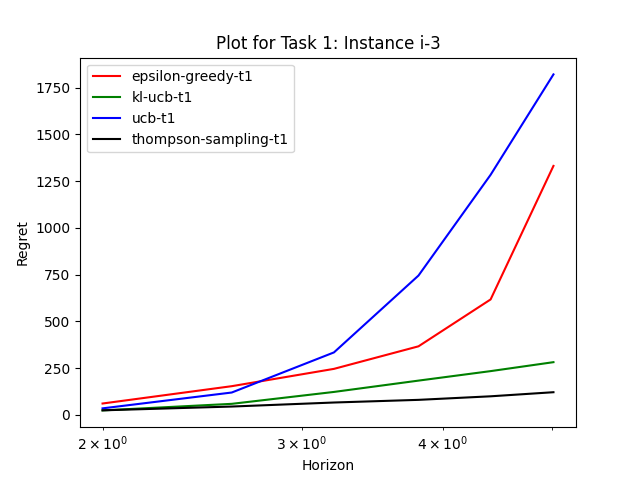 Plot for Task 1: Instance i-3
epsilon-greedy-t1
kl-ucb-t1
ucb-t1
thompson-sampling-t1
1750
1500
1250
1000
750
500
250
0
Regret
2 × 10⁰
3 × 10⁰
4 × 10⁰
Horizon